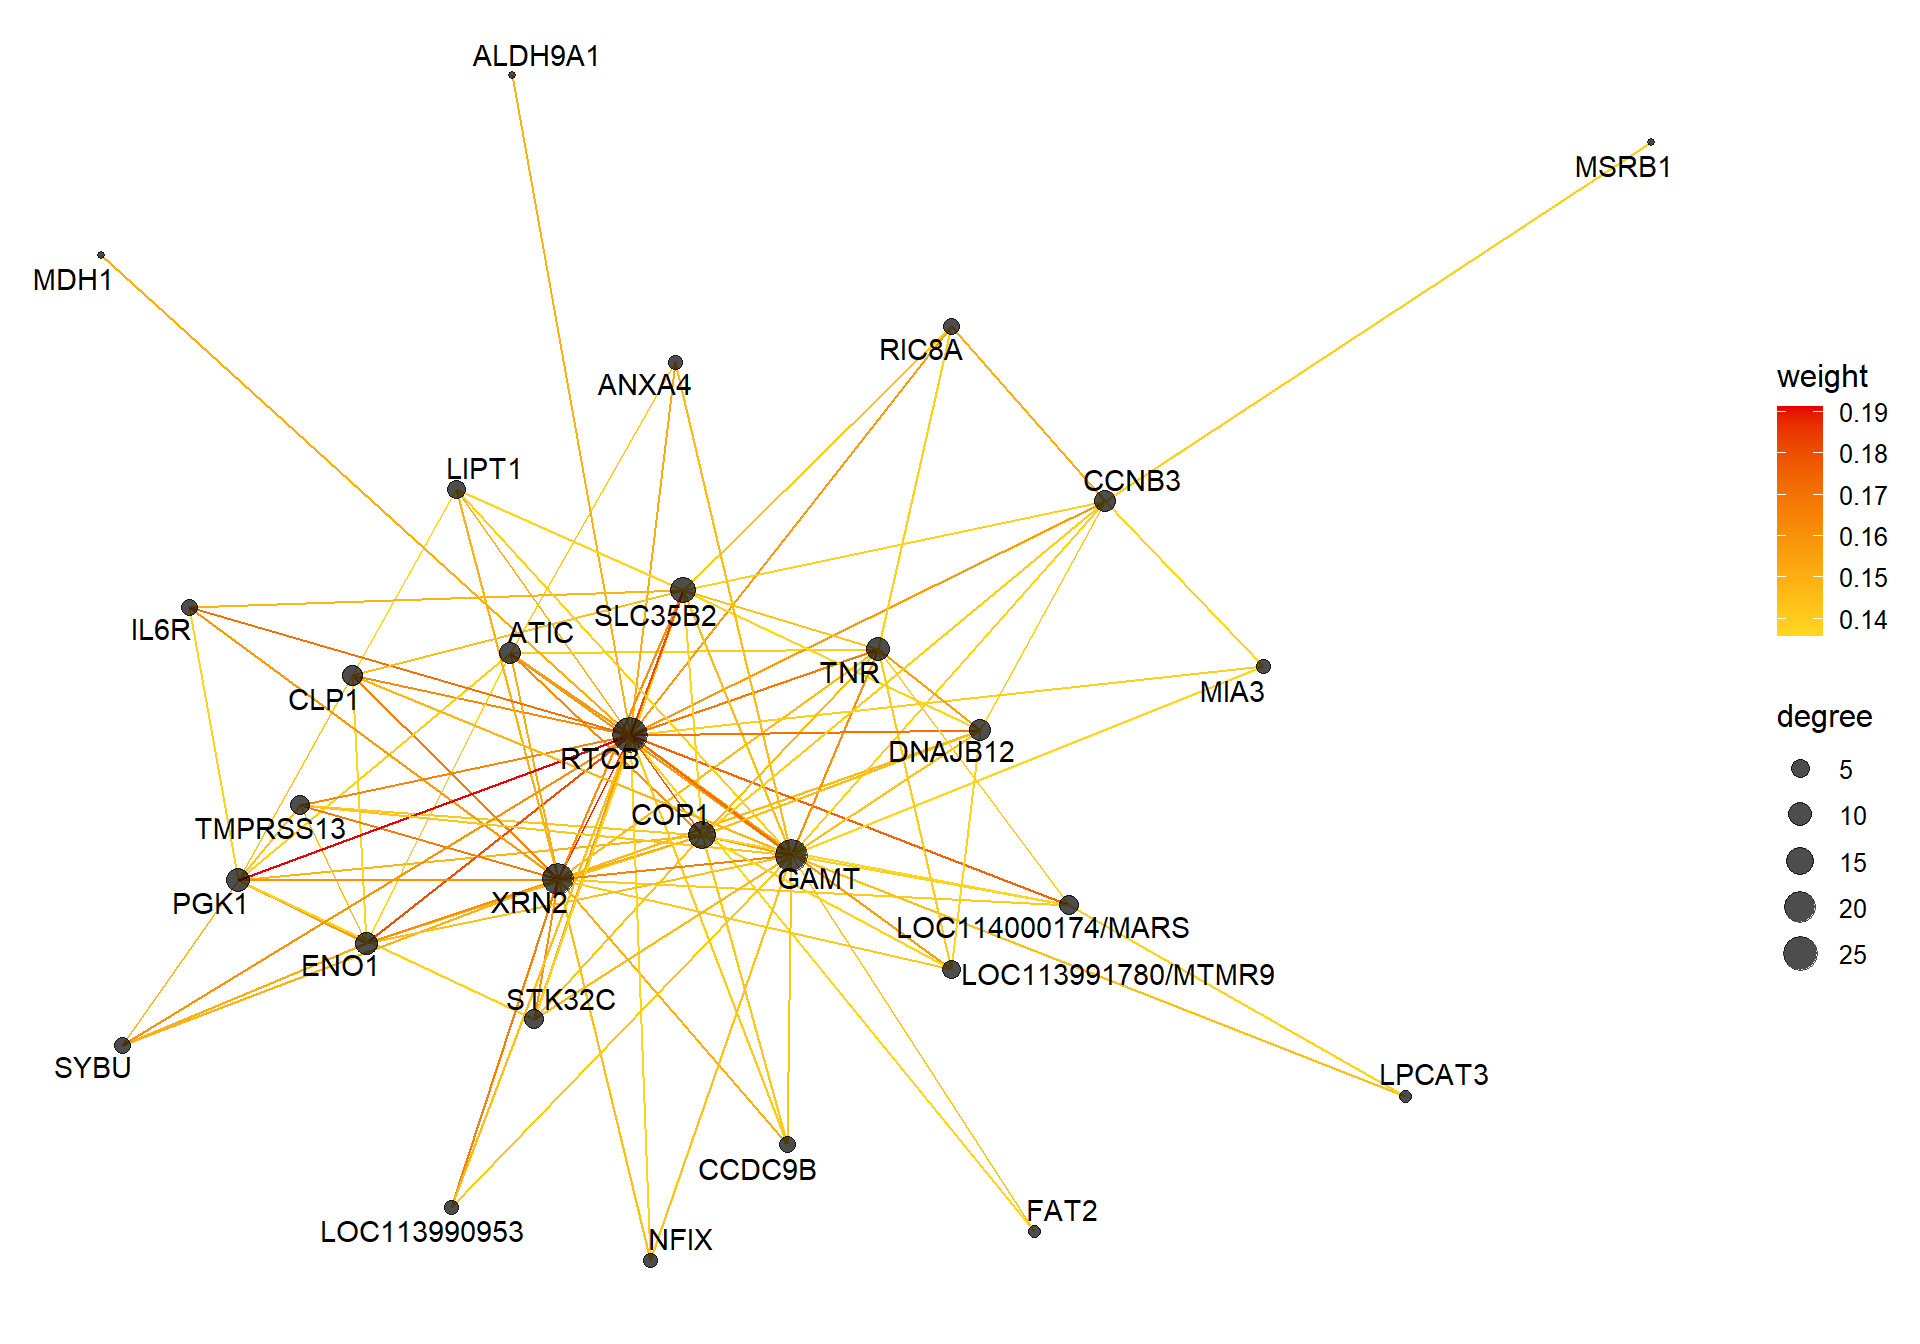 ALDH9A1
MSRB1
MDH1
RIC8A
ANXA4
LIPT1
CCNB3
IL6R
SLC35B2
ATIC
TNR
CLP1
MIA3
RTCB
DNAJB12
COP1
TMPRSS13
GAMT
PGK1
XRN2
LOC114000174/MARS
ENO1
LOC113991780/MTMR9
STK32C
SYBU
LPCAT3
CCDC9B
FAT2
LOC113990953
NFIX
weight
0.19
0.18
0.17
0.16
0.15
0.14
degree
5
10
15
20
25